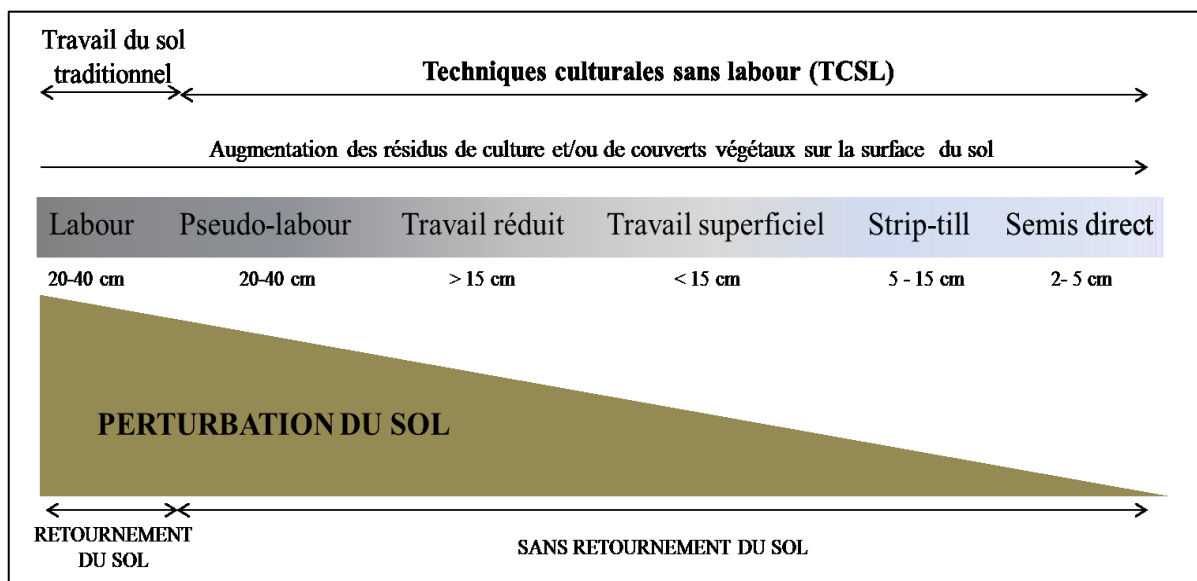 Travail du sol
traditionnel
Techniques culturales sans labour (TCSL)
Augmentation des résidus de culture et/ou de couverts végétaux sur la surface du sol
Labour Pseudo-labour Travail réduit Travail superficiel Strip-till Semis direct
20-40 cm 20-40 cm > 15 cm < 15 cm 5 - 15 cm 2- 5 cm
PERTURBATION DU SOL
RETOURNEMENT
DU SOL
SANS RETOURNEMENT DU SOL